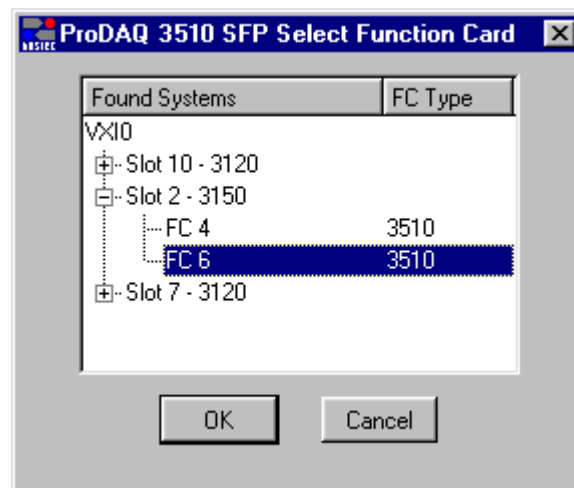 ProDAQ 3510 SFP Select Function Card
Found Systems FC Type
VXI0
Slot 10 - 3120
Slot 2 - 3150
FC 4 3510
FC 6 3510
Slot 7 - 3120
OK Cancel